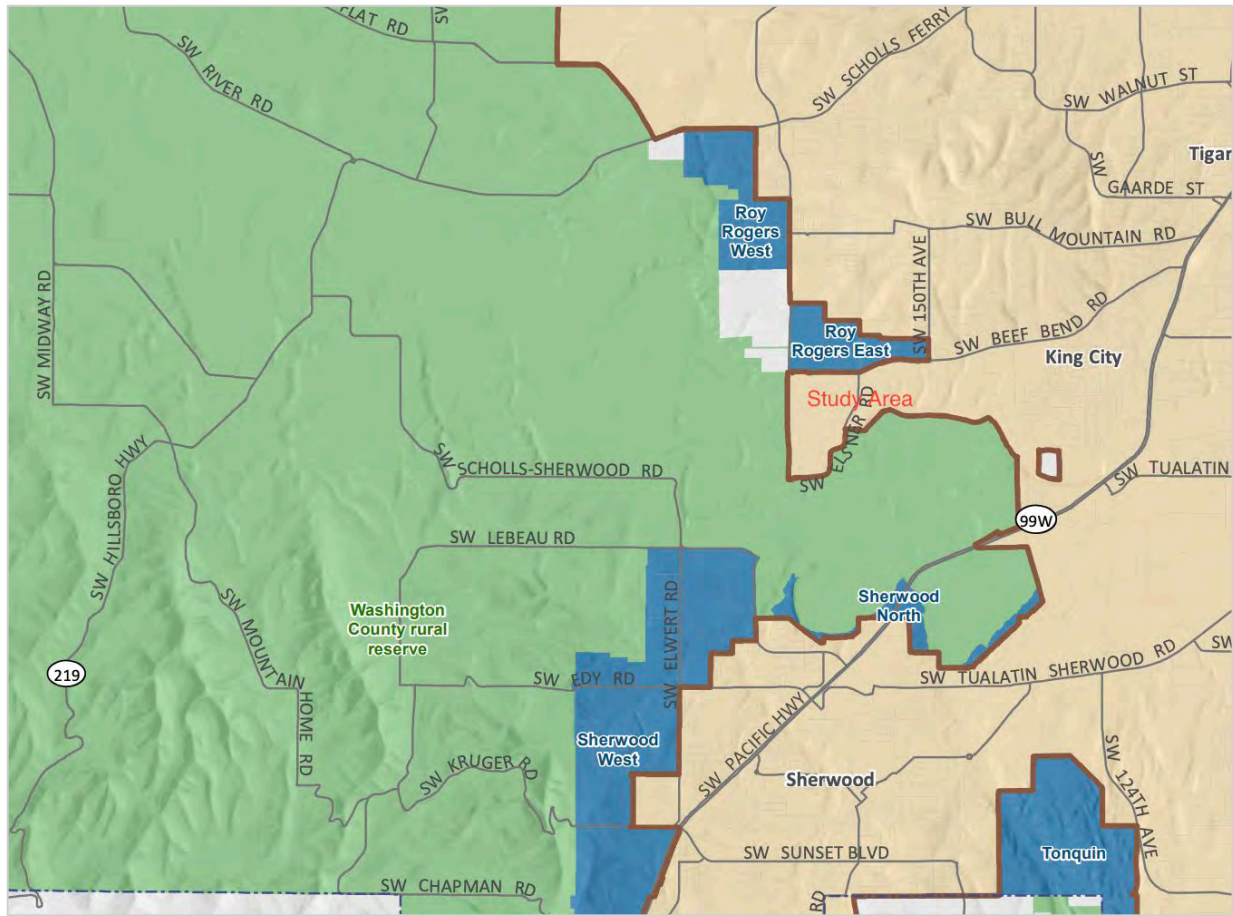 FLAT RD
SW
SW RIVER RD
SW SCHOLLS FERRY
SW WALNUT ST
Tigar
SW GAARDE ST
Roy
Rogers
West
SW BULL MOUNTAIN RD
SW MIDWAY RD
SW 150TH AVE
Roy
Rogers East
SW BEEF BEND RD
King City
Study Area
SW ELSNER RD
SW HILLSBORO HWY
SW SCHOLLS-SHERWOOD RD
SW TUALATIN
99W
SW LEBEAU RD
Sherwood
North
Washington
County rural
reserve
SW ELWERT RD
SW MOUNTAIN HOME RD
219
SW EDY RD
SW TUALATIN SHERWOOD RD
SW
Sherwood
West
SW PACIFIC HWY
SW KRUGER RD
Sherwood
SW 124TH AVE
Tonquin
SW SUNSET BLVD
SW CHAPMAN RD
RD